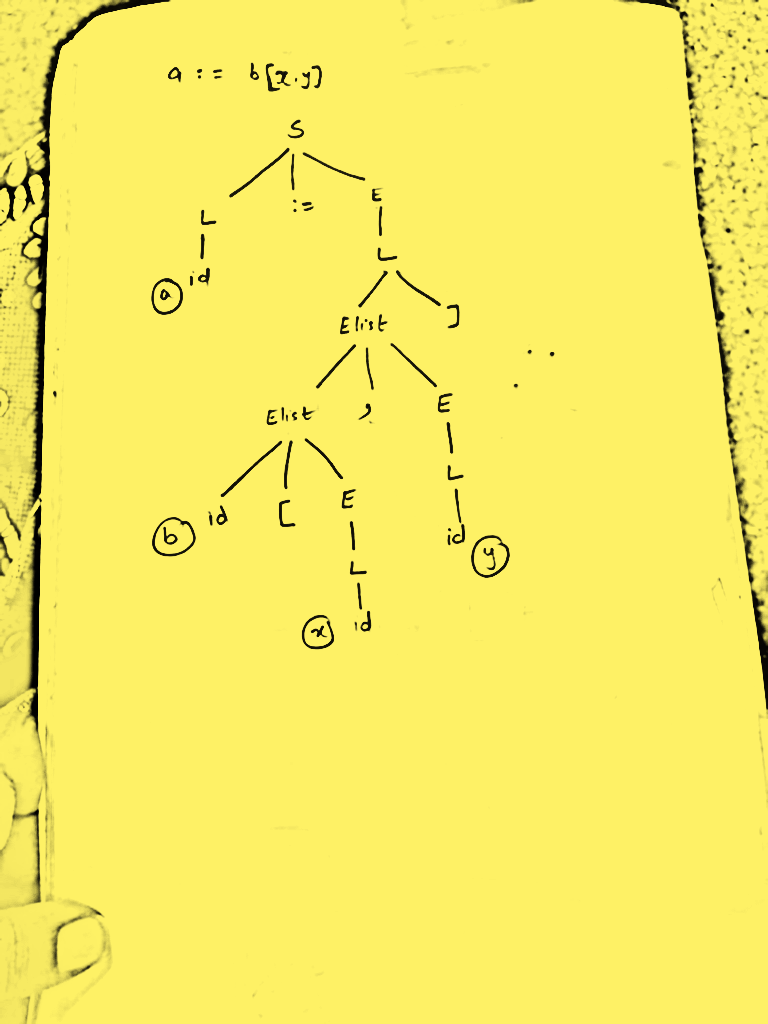 a := b[x,y]
S
L := E
id L
a
Elist ]
Elist , E
id [ E L
b id y
L
x id